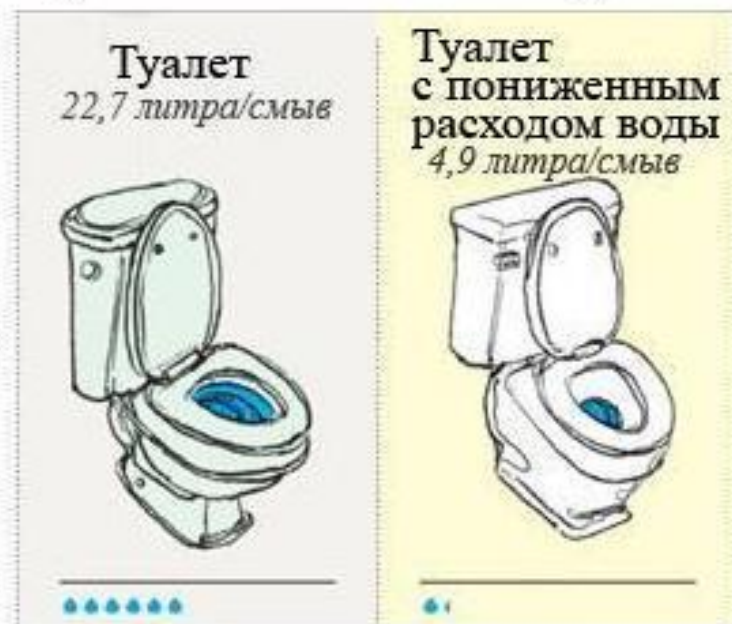 Туалет
22,7 литра/смыв
Туалет
с пониженным
расходом воды
4,9 литра/смыв